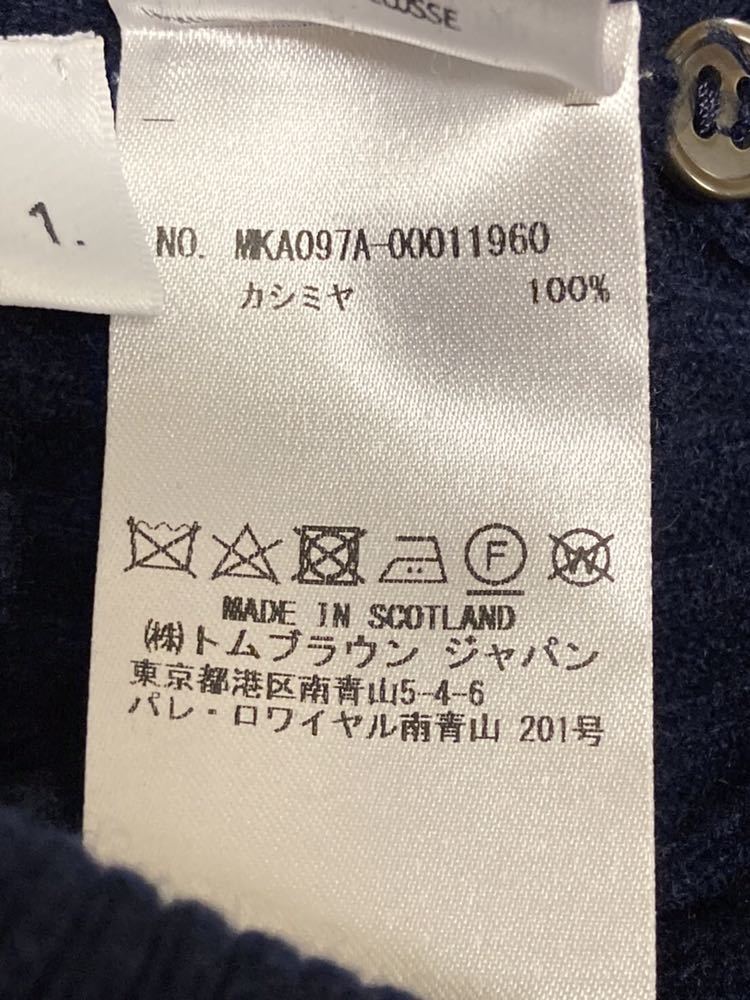 1.
NO. MKA097A-00011960
カシミヤ 100%
F W
MADE IN SCOTLAND
(株)トムブラウン ジャパン
東京都港区南青山5-4-6
パレ・ロワイヤル南青山 201号